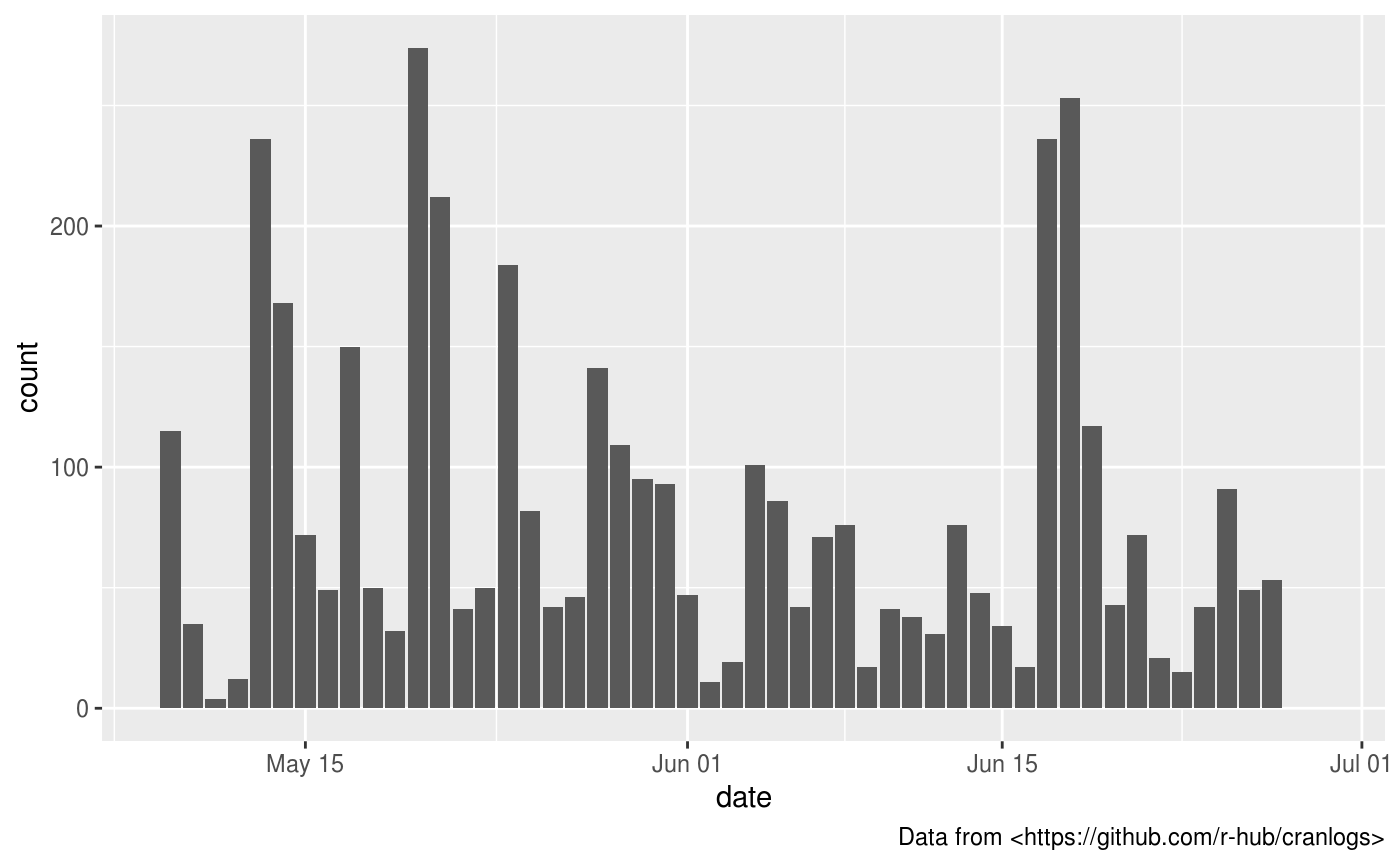 count
200
100
0
May 15
Jun 01
Jun 15
Jul 01
date
Data from <https://github.com/r-hub/cranlogs>